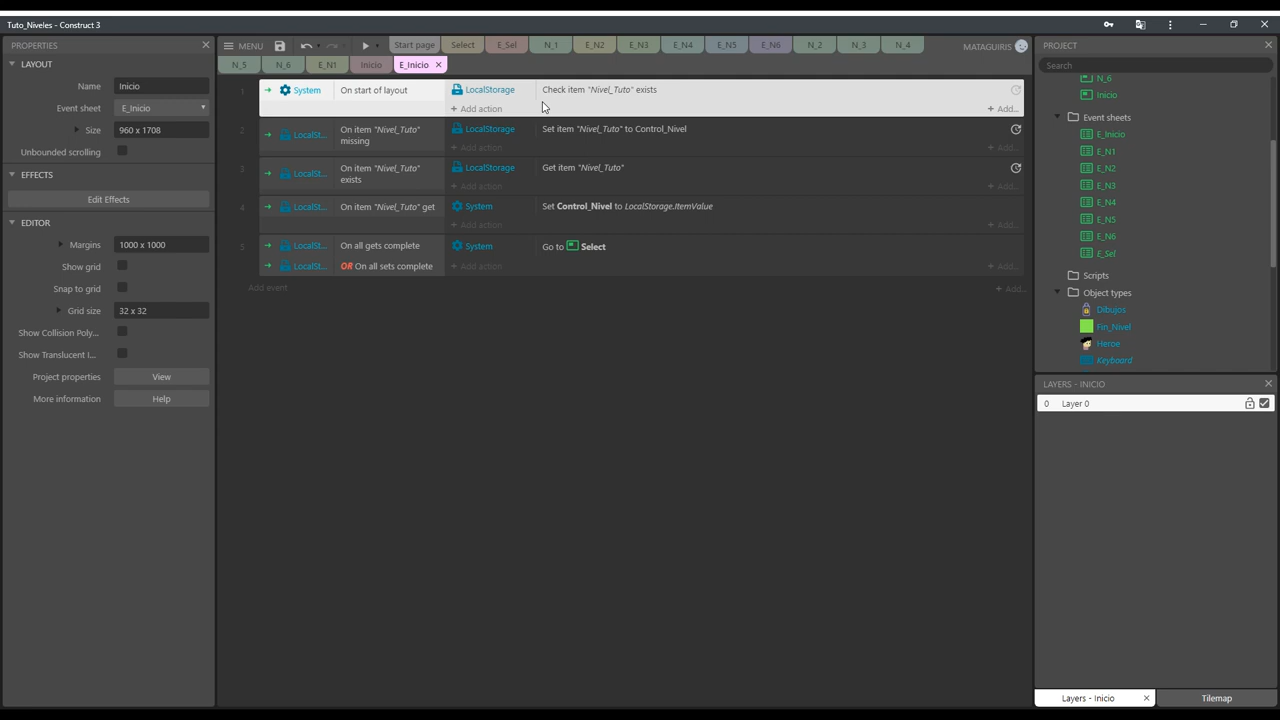 Tuto_Niveles - Construct 3
PROPERTIES
LAYOUT
Name Inicio
Event sheet E_Inicio
Size 960 x 1708
Unbounded scrolling
EFFECTS
Edit Effects
EDITOR
Margins 1000 x 1000
Show grid
Snap to grid
Grid size 32 x 32
Show Collision Poly...
Show Translucent I...
Project properties View
More information Help
MENU
Start page Select E_Sel N_1 E_N2 E_N3 E_N4 E_N5 E_N6 N_2 N_3 N_4
MATAGUIRIS
N_5 N_6 E_N1 Inicio E_Inicio
1 System On start of layout LocalStorage Check item "Nivel_Tuto" exists
+ Add action + Add...
2 LocalSt... On item "Nivel_Tuto" missing LocalStorage Set item "Nivel_Tuto" to Control_Nivel
+ Add action + Add...
3 LocalSt... On item "Nivel_Tuto" exists LocalStorage Get item "Nivel_Tuto"
+ Add action + Add...
4 LocalSt... On item "Nivel_Tuto" get System Set Control_Nivel to LocalStorage.ItemValue
+ Add action + Add...
5 LocalSt... On all gets complete System Go to Select
LocalSt... OR On all sets complete + Add action + Add...
Add event + Add...
PROJECT
Search
N_6
Inicio
Event sheets
E_Inicio
E_N1
E_N2
E_N3
E_N4
E_N5
E_N6
E_Sel
Scripts
Object types
Dibujos
Fin_Nivel
Heroe
Keyboard
LAYERS - INICIO
0 Layer 0
Layers - Inicio Tilemap